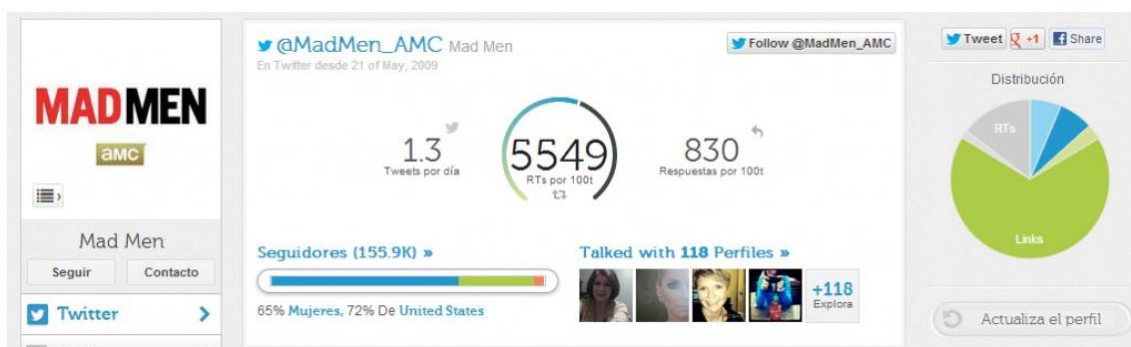 MADMEN
amc
Mad Men
Seguir Contacto
Twitter
@MadMen_AMC Mad Men
En Twitter desde 21 of May, 2009
Follow @MadMen_AMC
1.3
Tweets por día
5549
RTs por 100t
830
Respuestas por 100t
Seguidores (155.9K) »
65% Mujeres, 72% De United States
Talked with 118 Perfiles »
+118
Explora
Tweet +1 Share
Distribución
RTs
Links
Actualiza el perfil